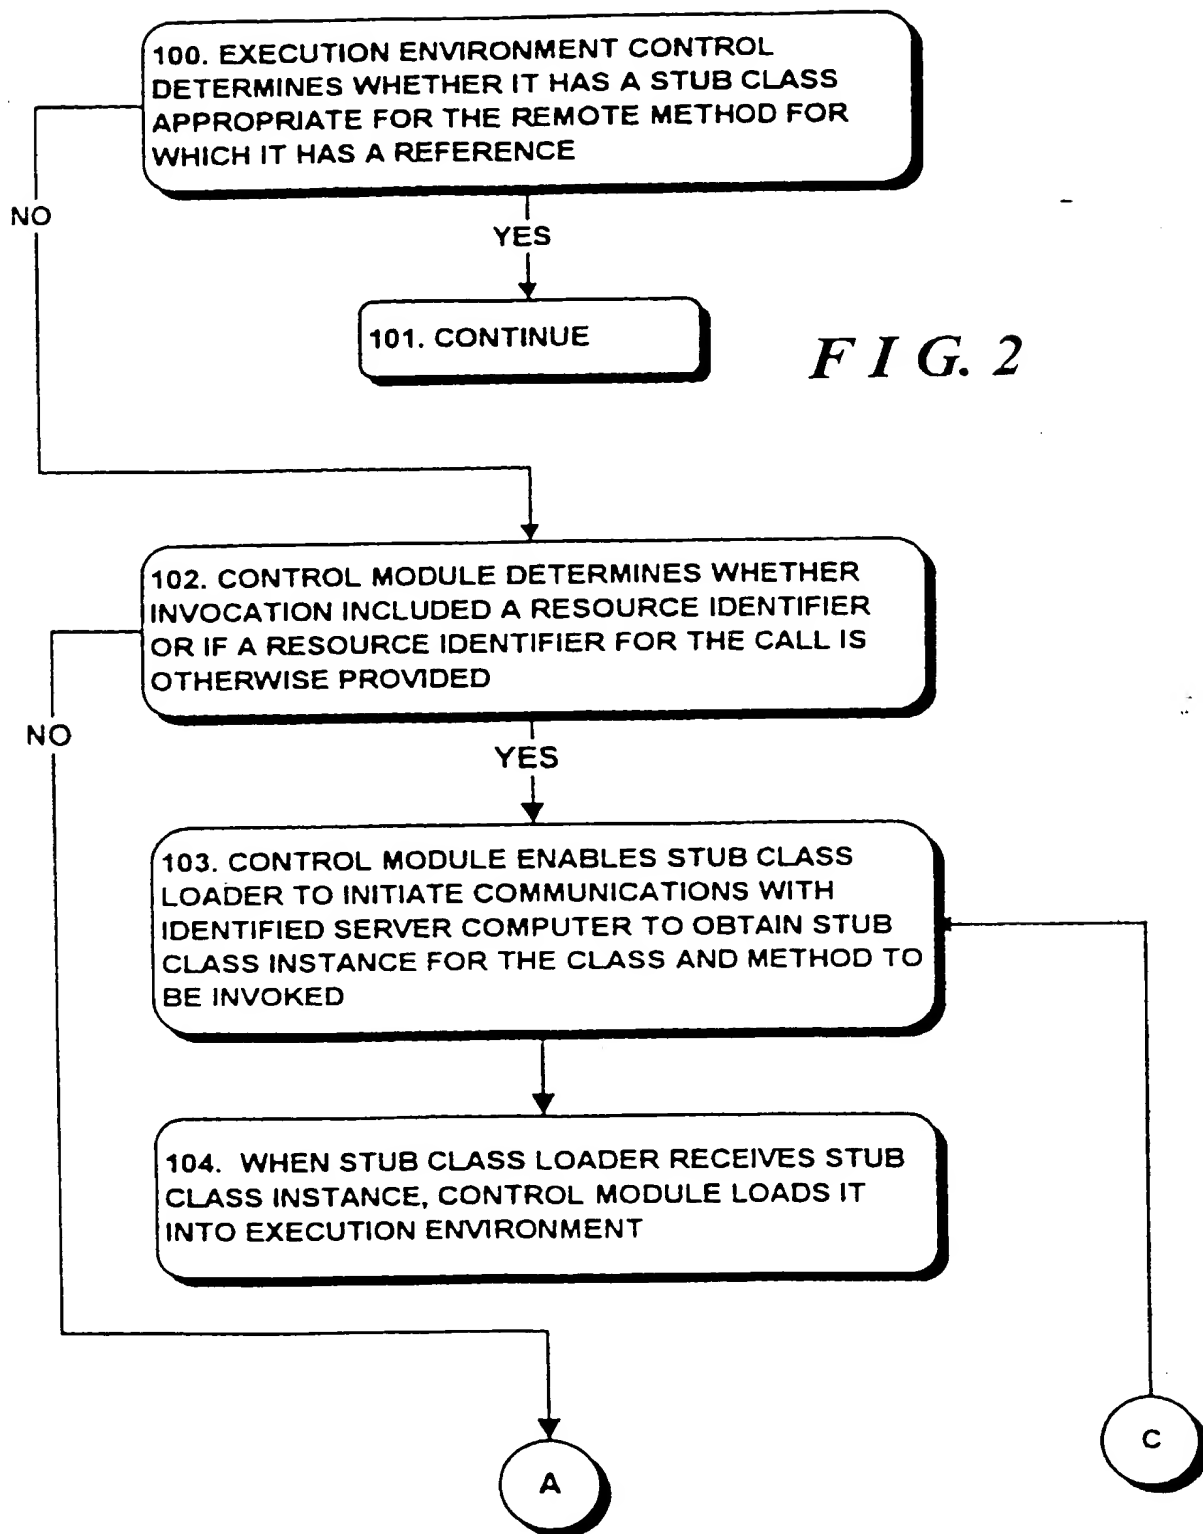 100. EXECUTION ENVIRONMENT CONTROL
DETERMINES WHETHER IT HAS A STUB CLASS
APPROPRIATE FOR THE REMOTE METHOD FOR
WHICH IT HAS A REFERENCE
NO
YES
101. CONTINUE
FIG. 2
102. CONTROL MODULE DETERMINES WHETHER
INVOCATION INCLUDED A RESOURCE IDENTIFIER
OR IF A RESOURCE IDENTIFIER FOR THE CALL IS
OTHERWISE PROVIDED
NO
YES
103. CONTROL MODULE ENABLES STUB CLASS
LOADER TO INITIATE COMMUNICATIONS WITH
IDENTIFIED SERVER COMPUTER TO OBTAIN STUB
CLASS INSTANCE FOR THE CLASS AND METHOD TO
BE INVOKED
104. WHEN STUB CLASS LOADER RECEIVES STUB
CLASS INSTANCE, CONTROL MODULE LOADS IT
INTO EXECUTION ENVIRONMENT
C
A